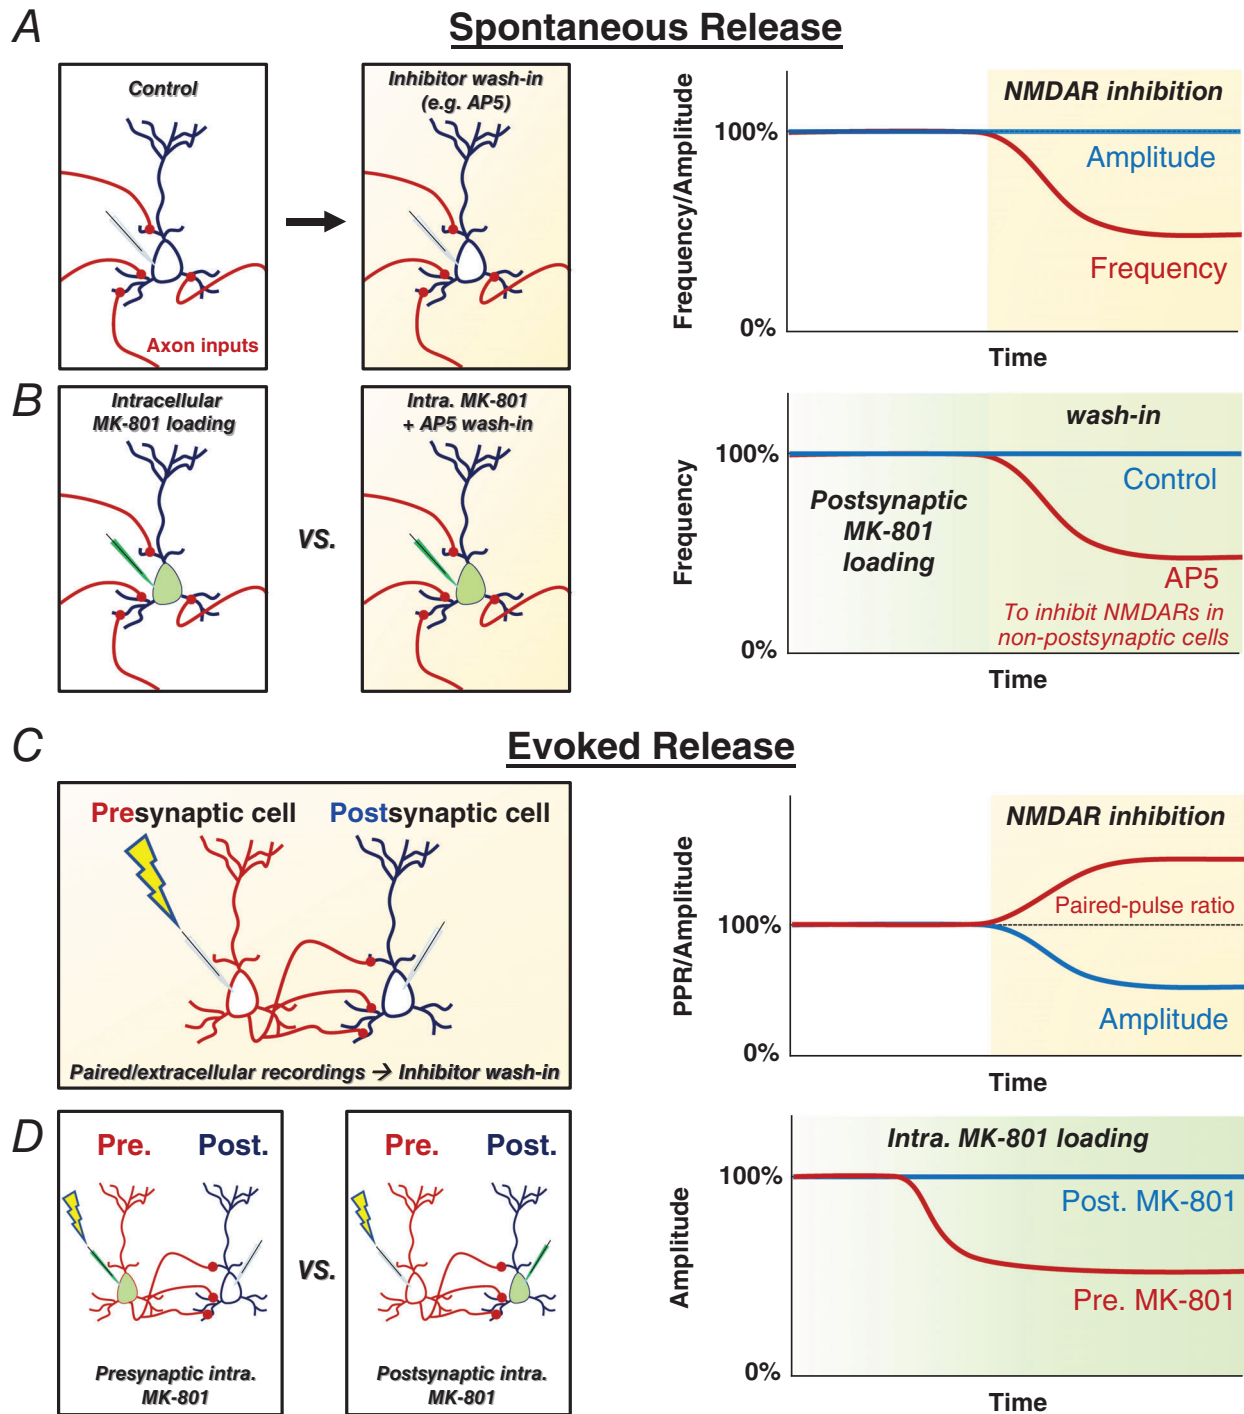 A
Spontaneous Release
Control
Axon inputs
Inhibitor wash-in
(e.g. AP5)
Frequency/Amplitude
100%
0%
NMDAR inhibition
Amplitude
Frequency
Time
B
Intracellular
MK-801 loading
vs.
Intra. MK-801
+ AP5 wash-in
Frequency
100%
0%
Postsynaptic
MK-801
loading
wash-in
Control
AP5
To inhibit NMDARs in
non-postsynaptic cells
Time
C
Evoked Release
Presynaptic cell
Postsynaptic cell
Paired/extracellular recordings → Inhibitor wash-in
PPR/Amplitude
100%
0%
NMDAR inhibition
Paired-pulse ratio
Amplitude
Time
D
Pre.
Post.
Presynaptic intra.
MK-801
vs.
Pre.
Post.
Postsynaptic intra.
MK-801
Amplitude
100%
0%
Intra. MK-801 loading
Post. MK-801
Pre. MK-801
Time